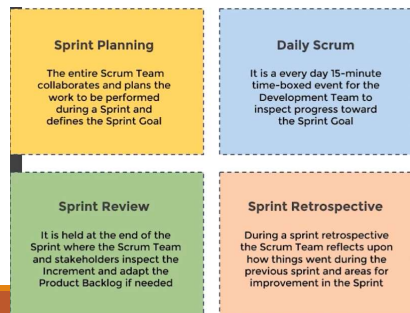 Sprint Planning
The entire Scrum Team
collaborates and plans the
work to be performed
during a Sprint and
defines the Sprint Goal
Daily Scrum
It is a every day 15-minute
time-boxed event for the
Development Team to
inspect progress toward
the Sprint Goal
Sprint Review
It is held at the end of the
Sprint where the Scrum Team
and stakeholders inspect the
Increment and adapt the
Product Backlog if needed
Sprint Retrospective
During a sprint retrospective
the Scrum Team reflects upon
how things went during the
previous sprint and areas for
improvement in the Sprint